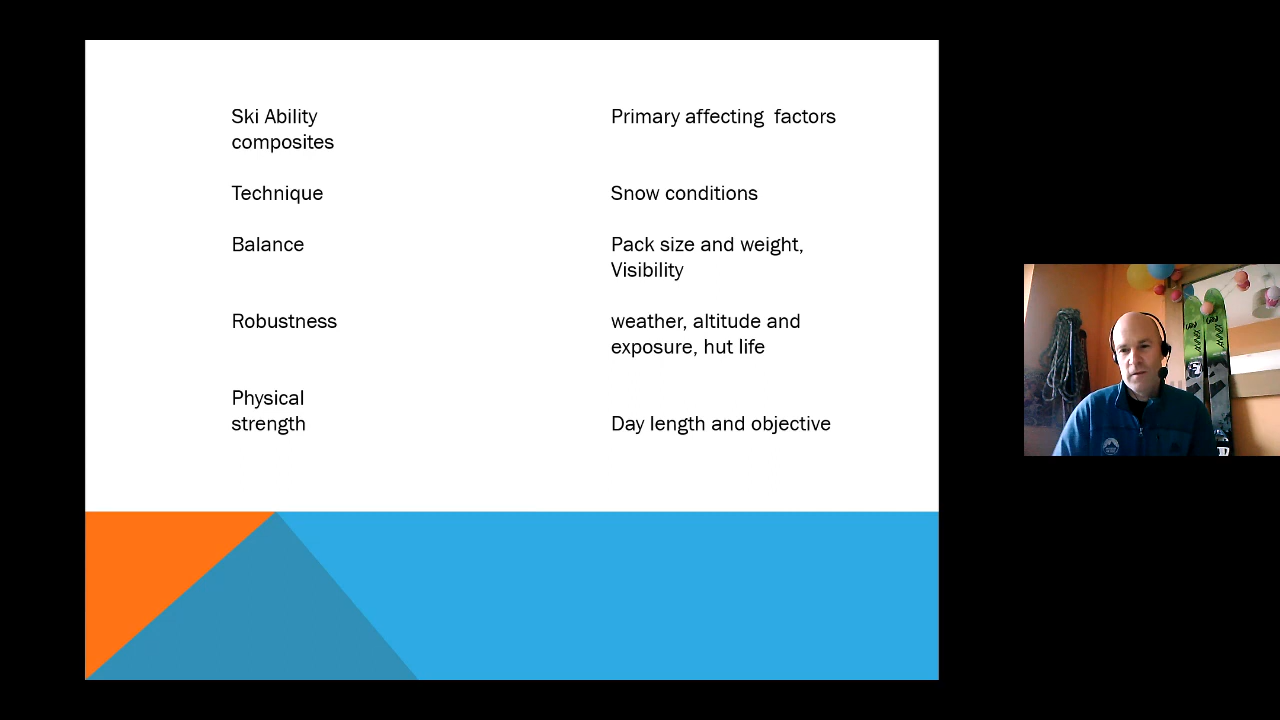 Ski Ability
composites
Primary affecting factors
Technique
Snow conditions
Balance
Pack size and weight,
Visibility
Robustness
weather, altitude and
exposure, hut life
Physical
strength
Day length and objective